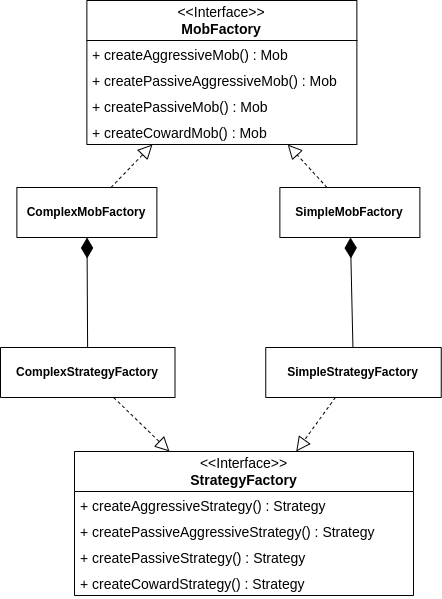 <<Interface>>
MobFactory
+ createAggressiveMob() : Mob
+ createPassiveAggressiveMob() : Mob
+ createPassiveMob() : Mob
+ createCowardMob() : Mob
ComplexMobFactory
SimpleMobFactory
ComplexStrategyFactory
SimpleStrategyFactory
<<Interface>>
StrategyFactory
+ createAggressiveStrategy() : Strategy
+ createPassiveAggressiveStrategy() : Strategy
+ createPassiveStrategy() : Strategy
+ createCowardStrategy() : Strategy